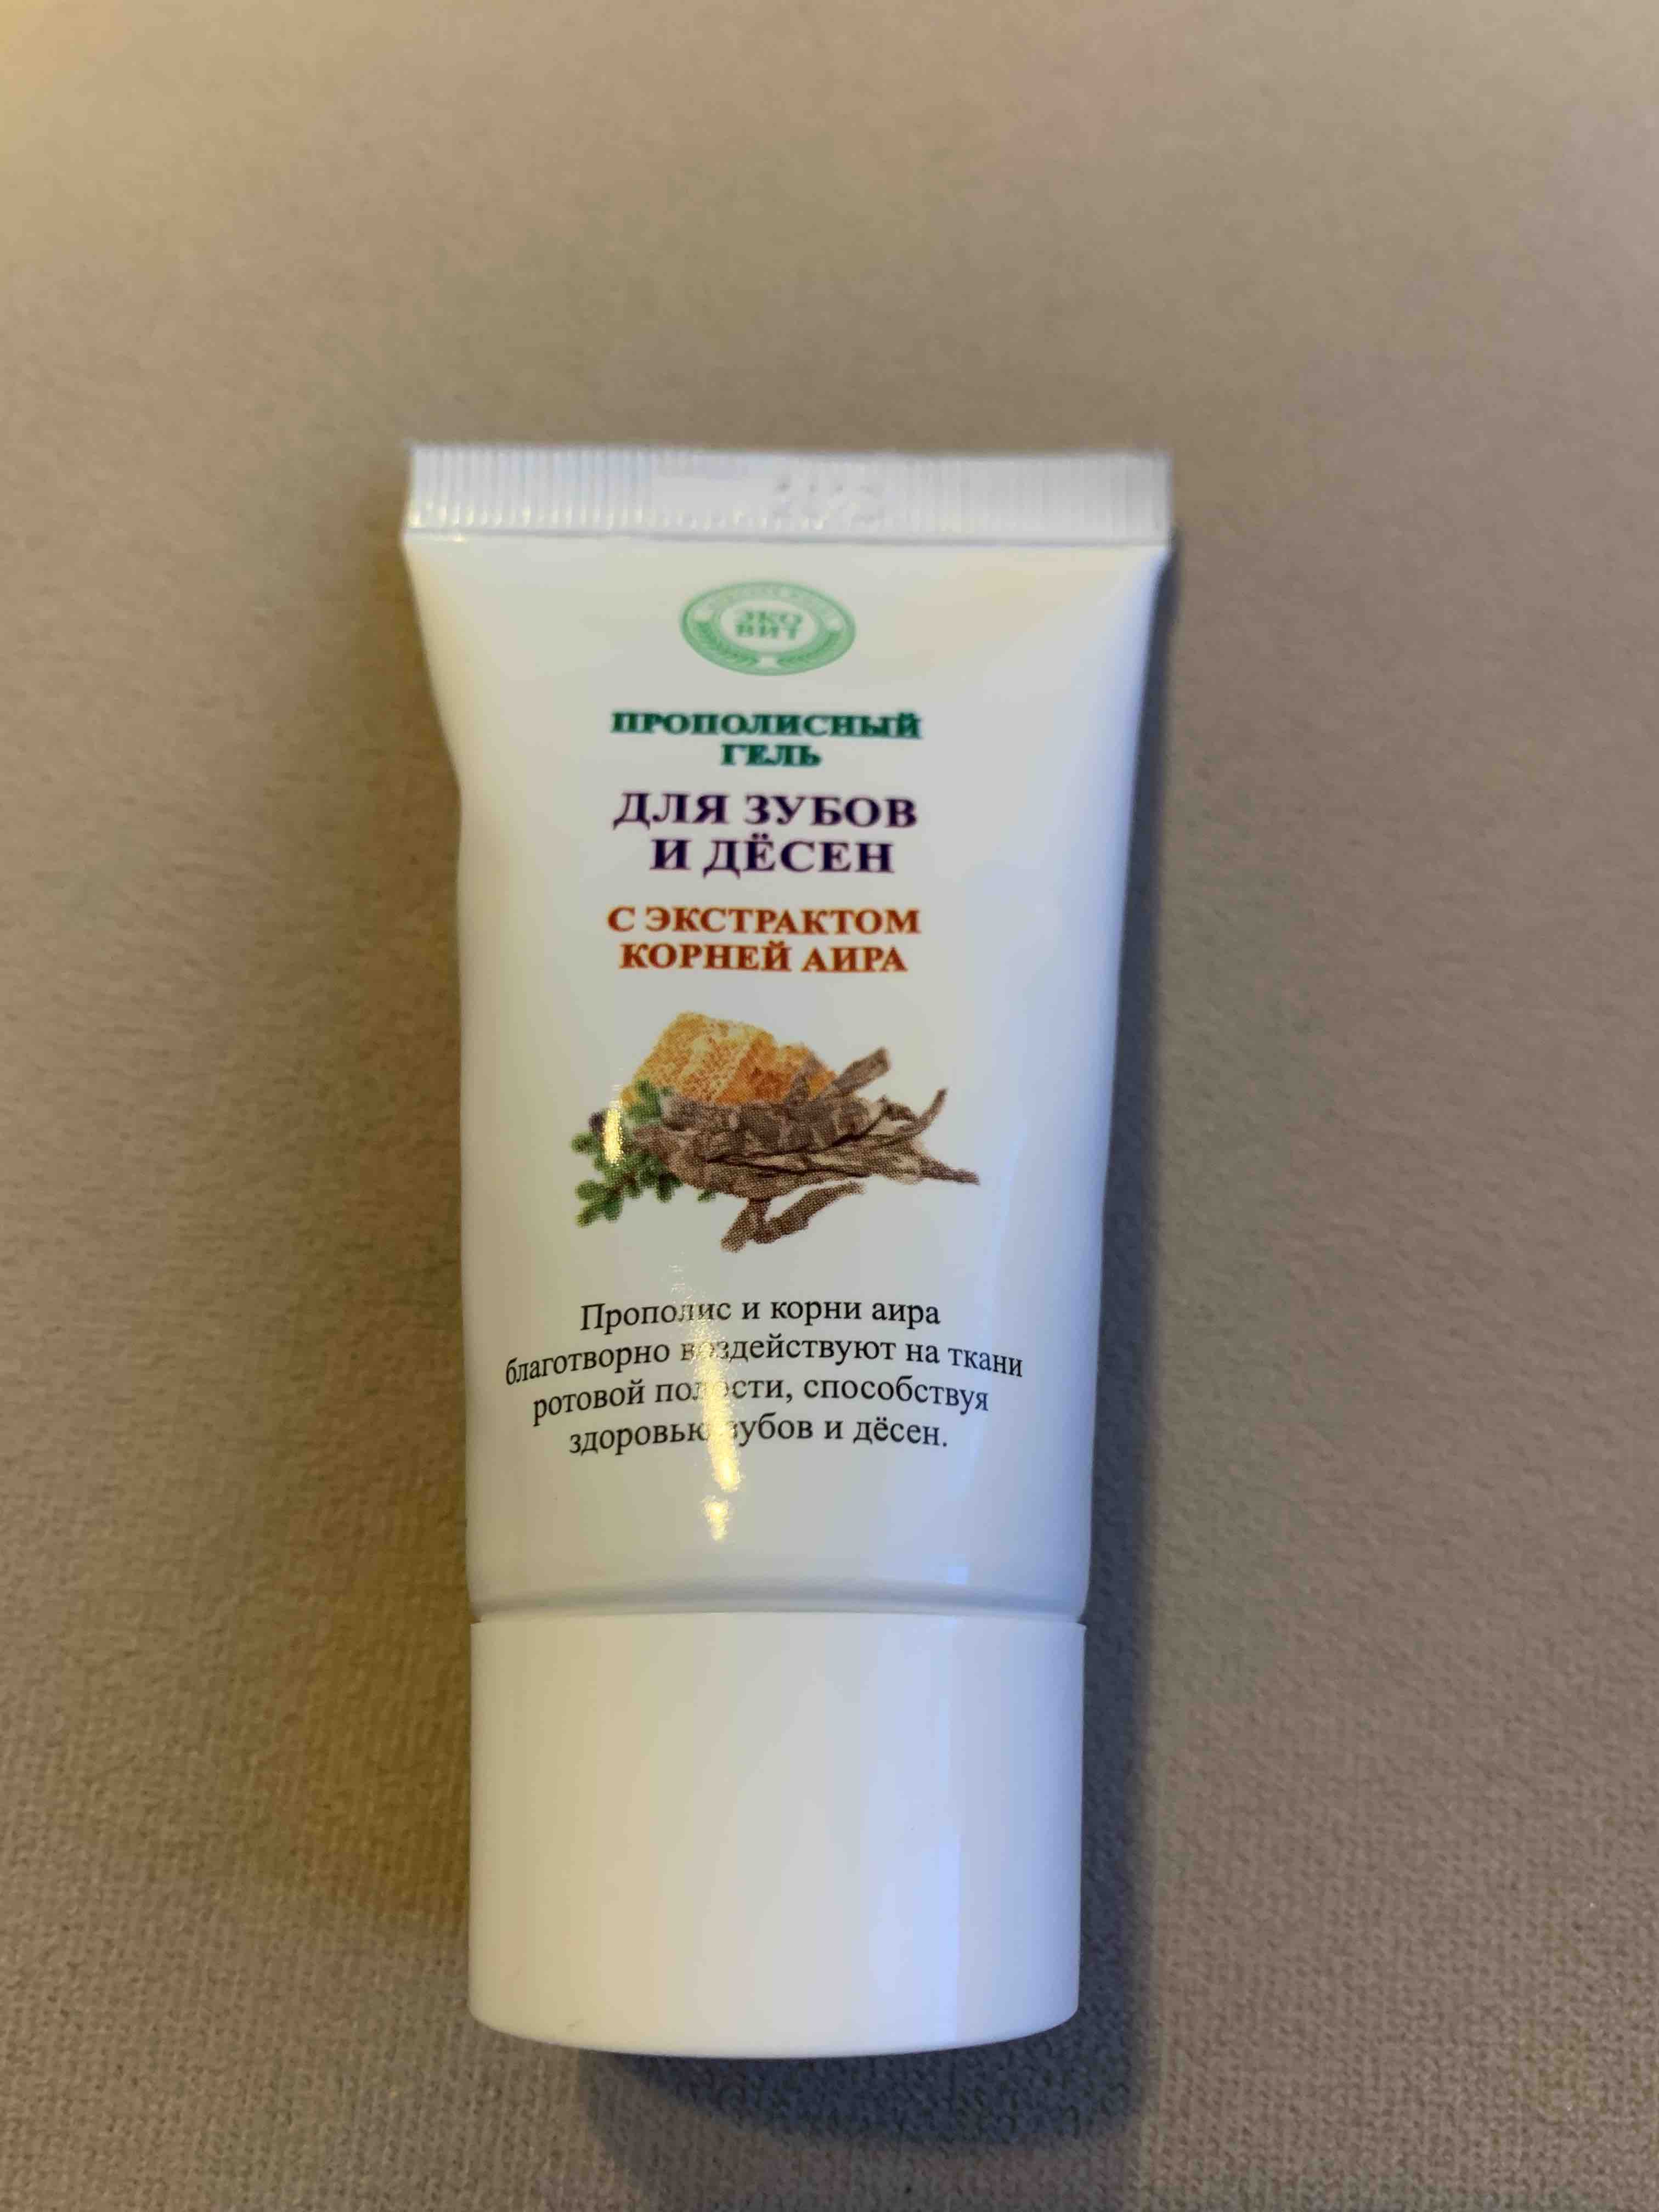 ЭКО
ВИТ
ПРОПОЛИСНЫЙ
ГЕЛЬ
ДЛЯ ЗУБОВ
И ДЁСЕН
С ЭКСТРАКТОМ
КОРНЕЙ АИРА
Прополис и корни аира
благотворно воздействуют на ткани
ротовой полости, способствуя
здоровью зубов и дёсен.